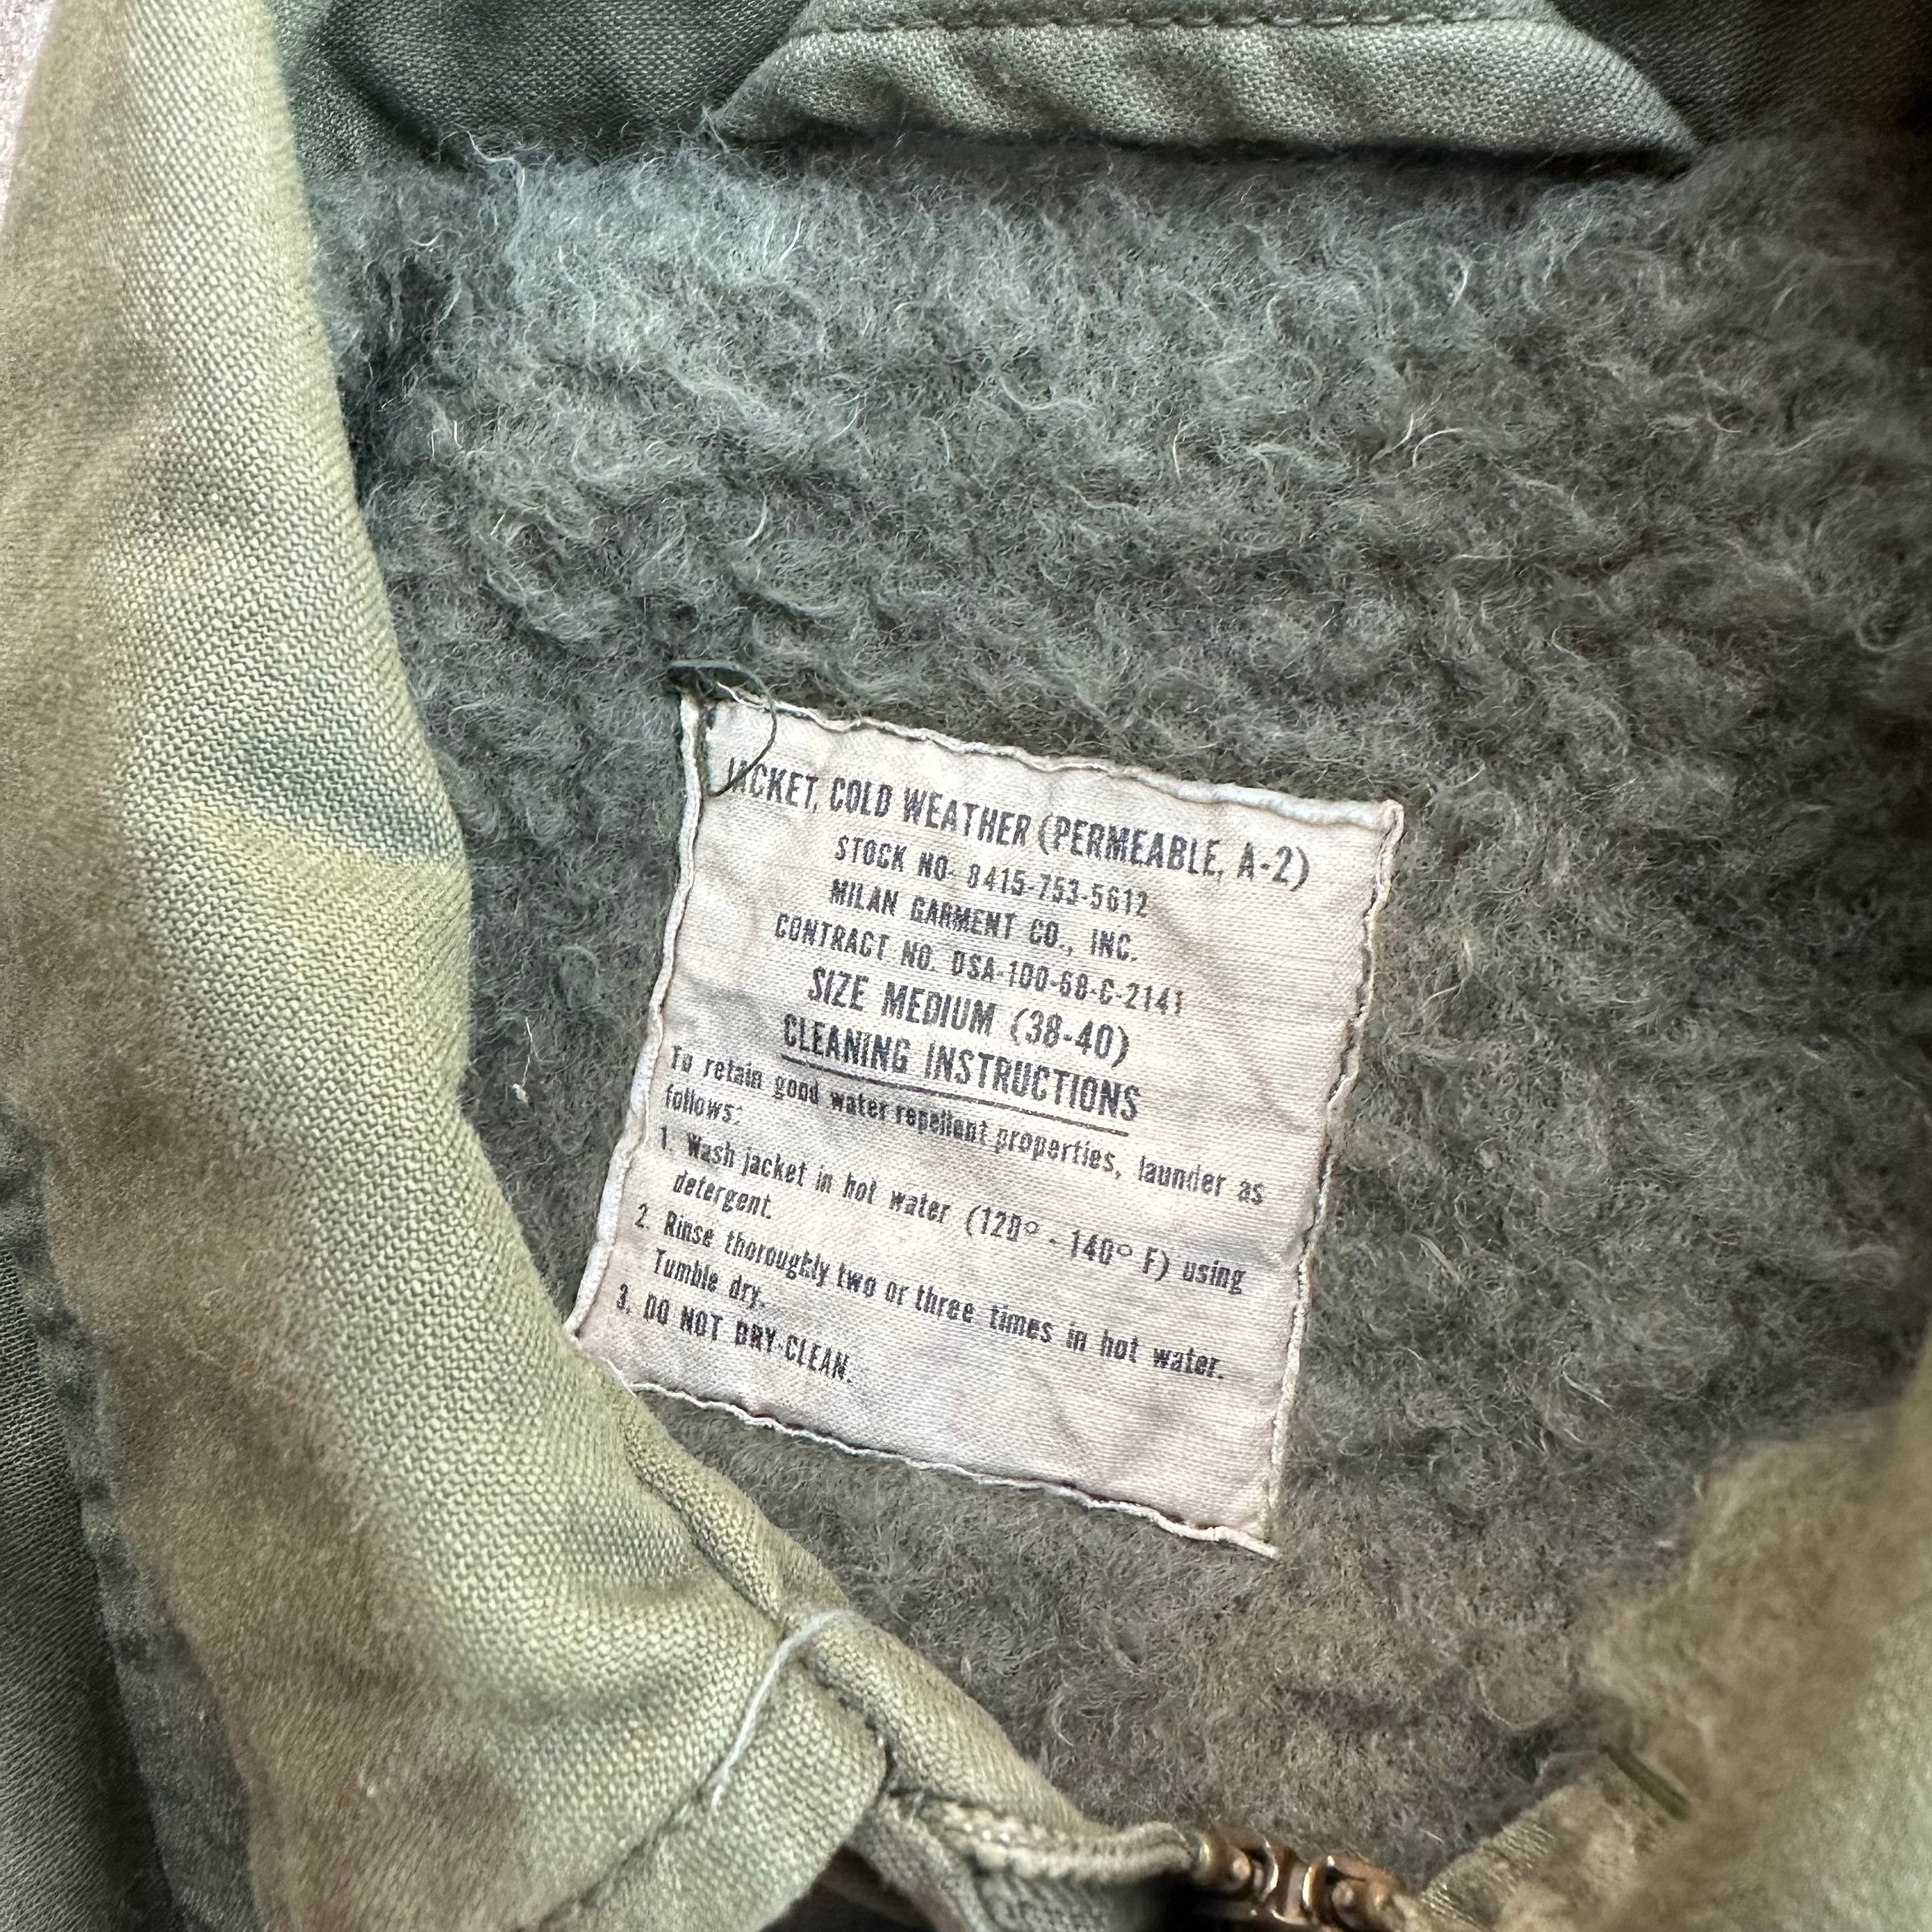 JACKET, COLD WEATHER (PERMEABLE, A-2)
STOCK NO- 8415-753-5612
MILAN GARMENT CO., INC.
CONTRACT NO. DSA-100-68-C-2141
SIZE MEDIUM (38-40)
CLEANING INSTRUCTIONS
To retain good water repellent properties, launder as
follows:
1. Wash jacket in hot water (120° - 140° F) using
detergent.
2. Rinse thoroughly two or three times in hot water.
Tumble dry.
3. DO NOT DRY-CLEAN.